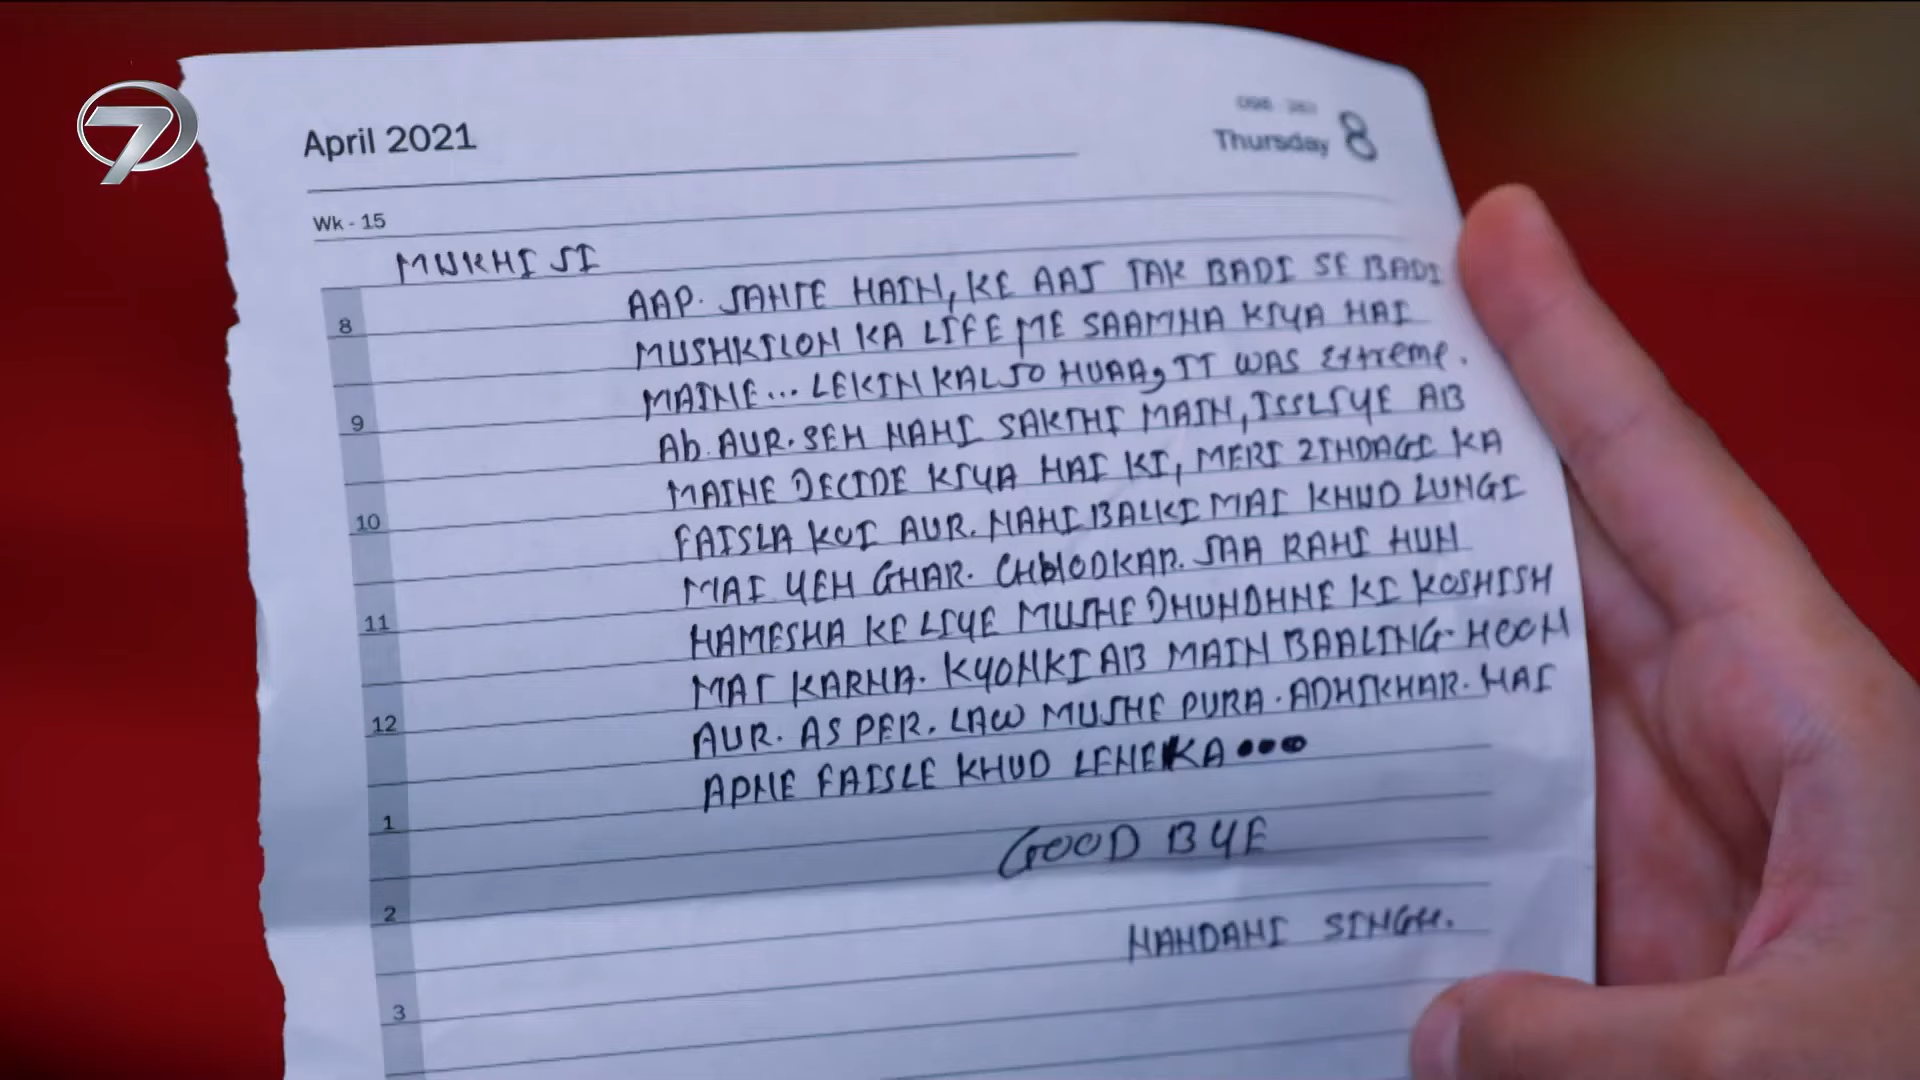 7
April 2021
Thursday 8
Wk - 15
MUKHI JI
AAP. JANTE HAIN, KE AAJ TAK BADI SE BADI
8
MUSHKILON KA LIFE ME SAAMNA KIYA HAI
MAINE... LEKIN KAL JO HUAA, IT WAS Extreme.
9
Ab. AUR. SEH NAHI SAKTHI MAIN, ISSLIYE AB
MAINE DECIDE KIYA HAI KI, MERI ZINDAGI KA
10
FAISLA KOI AUR. NAHI BALKI MAI KHUD LUNGI
MAI YEH GHAR. CHHODKAR. JAA RAHI HUN
11
HAMESHA KE LIYE MUJHE DHUNDHNE KI KOSHISH
MAT KARNA. KYONKI AB MAIN BAALING HOON
12
AUR. AS PER. LAW MUJHE PURA. ADHIKHAR. HAI
APNE FAISLE KHUD LENE KA •••
1
GOOD BYE
2
NANDANI SINGH.
3